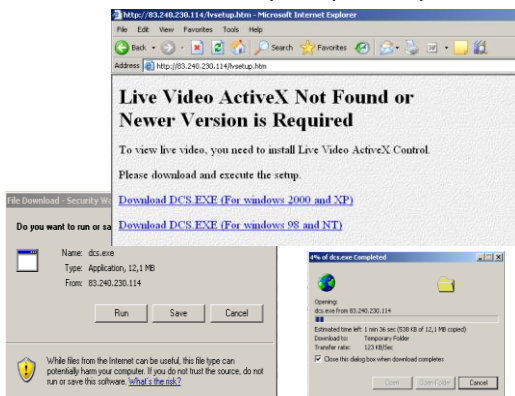 http://83.240.230.114/lvsetup.htm - Microsoft Internet Explorer
File Edit View Favorites Tools Help
Back Search Favorites
Address http://83.240.230.114/lvsetup.htm
Live Video ActiveX Not Found or
Newer Version is Required
To view live video, you need to install Live Video ActiveX Control.
Please download and execute the setup.
Download DCS.EXE (For windows 2000 and XP)
Download DCS.EXE (For windows 98 and NT)
File Download - Security
Do you want to run or sa
Name: dcs.exe
Type: Application, 12,1 MB
From: 83.240.230.114
Run Save Cancel
While files from the Internet can be useful, this file type can
potentially harm your computer. If you do not trust the source, do not
run or save this software. What's the risk?
4% of dcs.exe Completed
Opening:
dcs.exe from 83.240.230.114
Estimated time left: 1 min 36 sec (538 KB of 12,1 MB copied)
Download to: Temporary Folder
Transfer rate: 123 KB/Sec
Close this dialog box when download completes
Open Open Folder Cancel